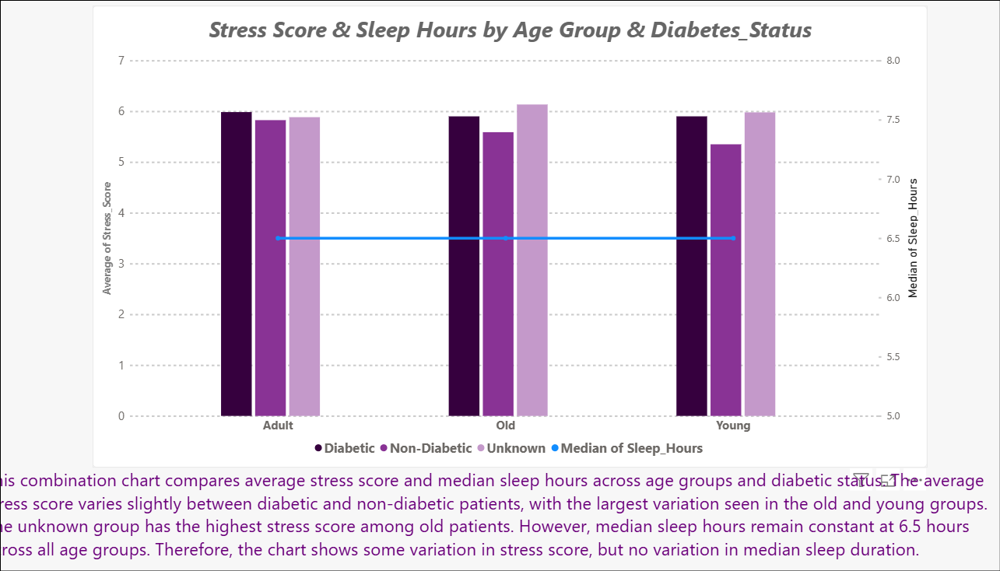 Stress Score & Sleep Hours by Age Group & Diabetes_Status
7
6
5
4
3
2
1
0
Average of Stress_Score
8.0
7.5
7.0
6.5
6.0
5.5
5.0
Median of Sleep_Hours
Adult
Old
Young
Diabetic Non-Diabetic Unknown Median of Sleep_Hours
is combination chart compares average stress score and median sleep hours across age groups and diabetic status. The average
ress score varies slightly between diabetic and non-diabetic patients, with the largest variation seen in the old and young groups.
e unknown group has the highest stress score among old patients. However, median sleep hours remain constant at 6.5 hours
ross all age groups. Therefore, the chart shows some variation in stress score, but no variation in median sleep duration.